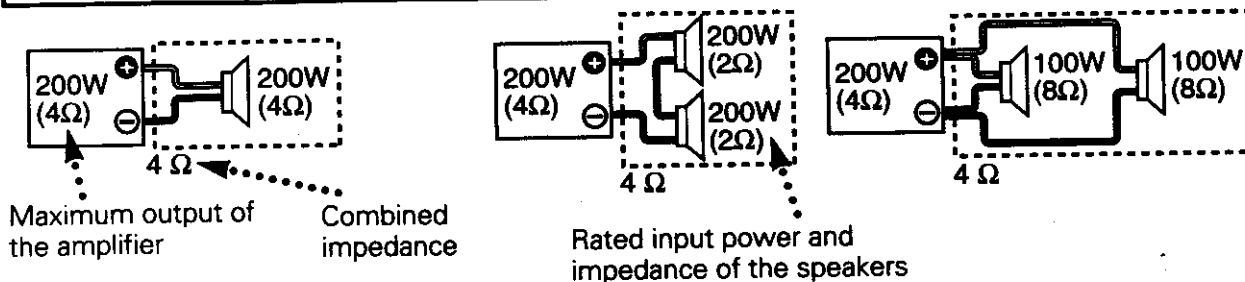 200W
(4Ω)
⊕
⊖
200W
(4Ω)
4 Ω
Maximum output of
the amplifier
Combined
impedance
200W
(4Ω)
⊕
⊖
200W
(2Ω)
200W
(2Ω)
4 Ω
Rated input power and
impedance of the speakers
200W
(4Ω)
⊕
⊖
100W
(8Ω)
100W
(8Ω)
4 Ω